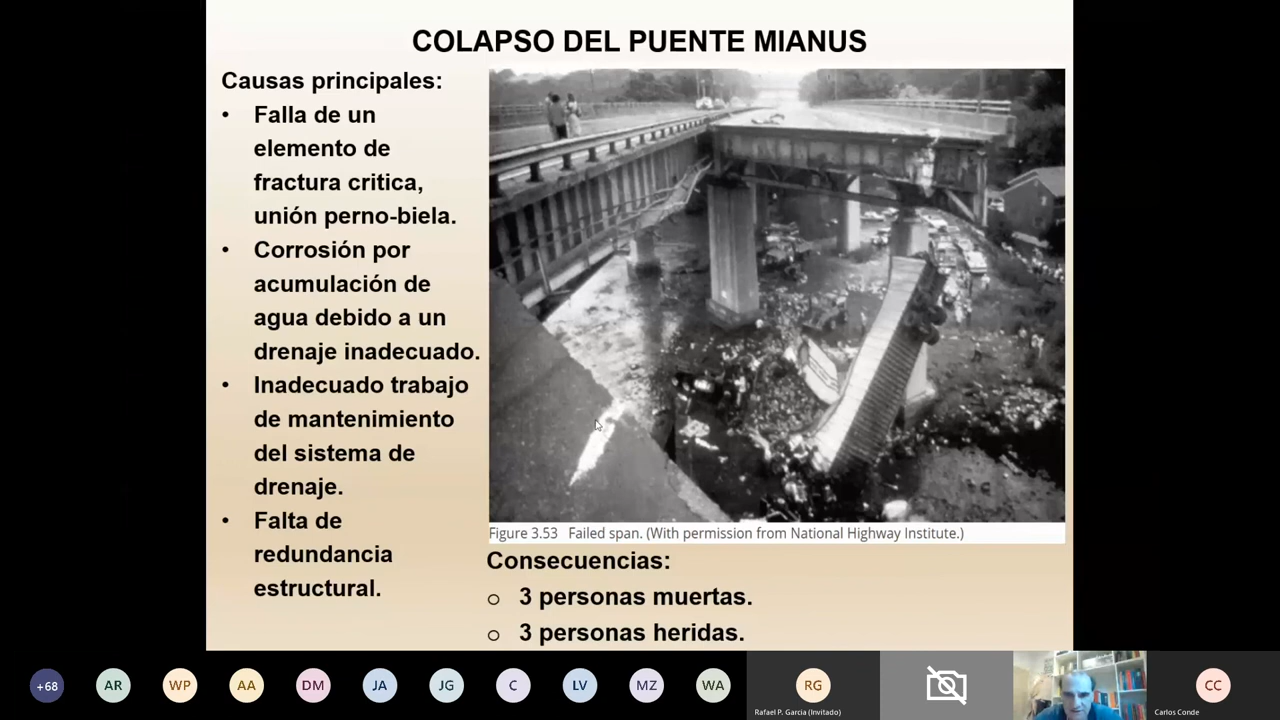 COLAPSO DEL PUENTE MIANUS
Causas principales:
• Falla de un
elemento de
fractura critica,
unión perno-biela.
• Corrosión por
acumulación de
agua debido a un
drenaje inadecuado.
• Inadecuado trabajo
de mantenimiento
del sistema de
drenaje.
• Falta de
redundancia
estructural.
Figure 3.53 Failed span. (With permission from National Highway Institute.)
Consecuencias:
o 3 personas muertas.
o 3 personas heridas.
+68
AR
WP
AA
DM
JA
JG
C
LV
MZ
WA
RG
Rafael P. Garcia (Invitado)
CC
Carlos Conde